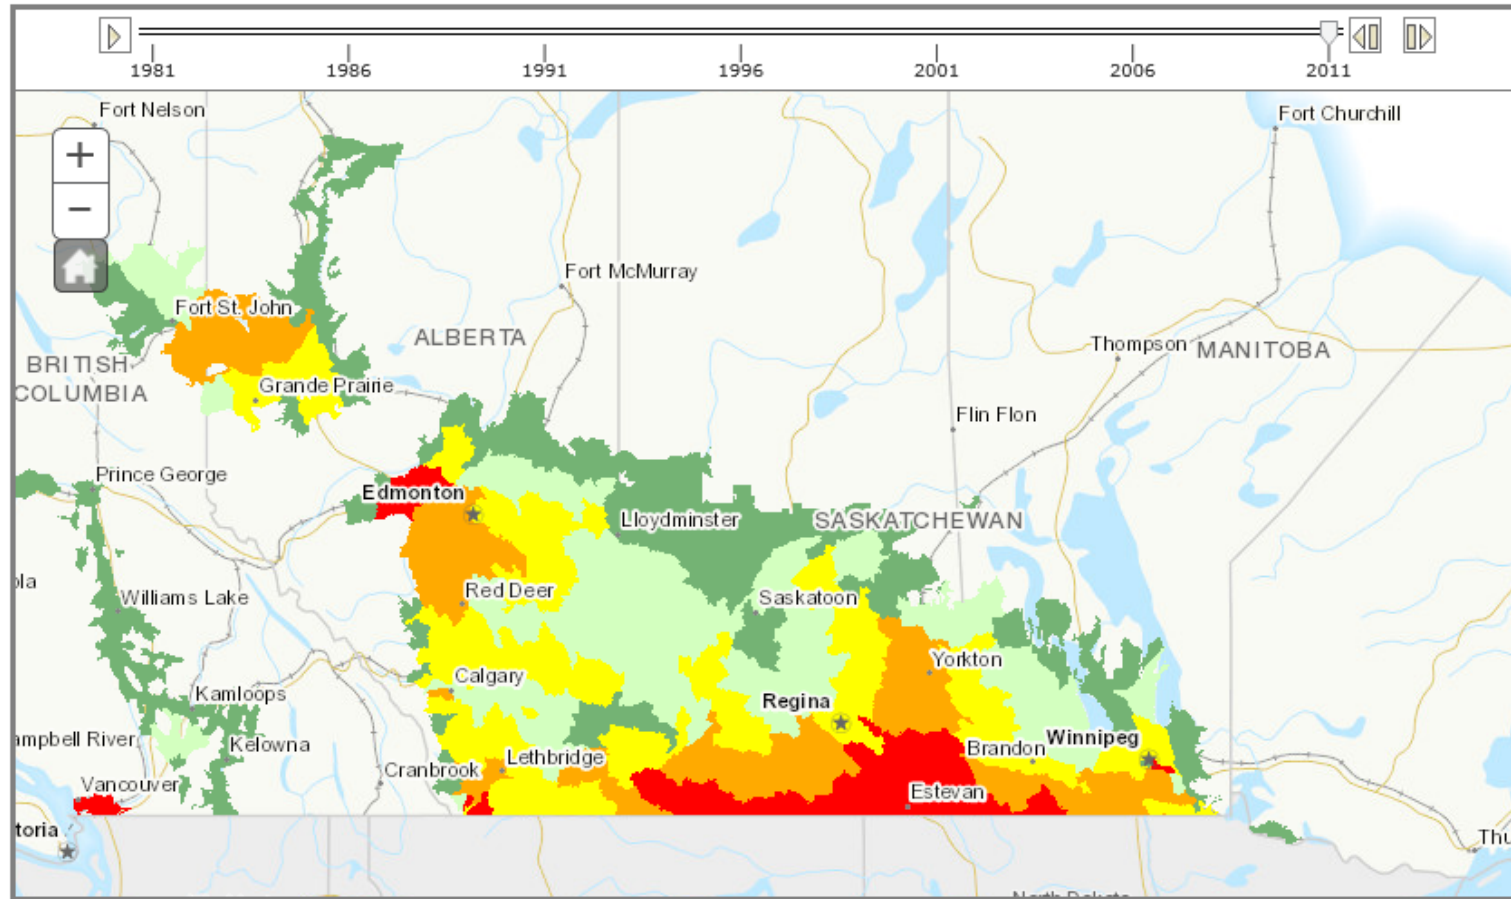 1981 1986 1991 1996 2001 2006 2011
Fort Nelson
Fort Churchill
+
−
Fort McMurray
Fort St. John
ALBERTA
Thompson
MANITOBA
BRITISH
COLUMBIA
Grande Prairie
Flin Flon
Prince George
Edmonton
Lloydminster
SASKATCHEWAN
Williams Lake
Red Deer
Saskatoon
Yorkton
Calgary
Kamloops
Regina
ampbell River
Kelowna
Winnipeg
Brandon
Lethbridge
Cranbrook
Vancouver
Estevan
toria
Thu
North Dakota